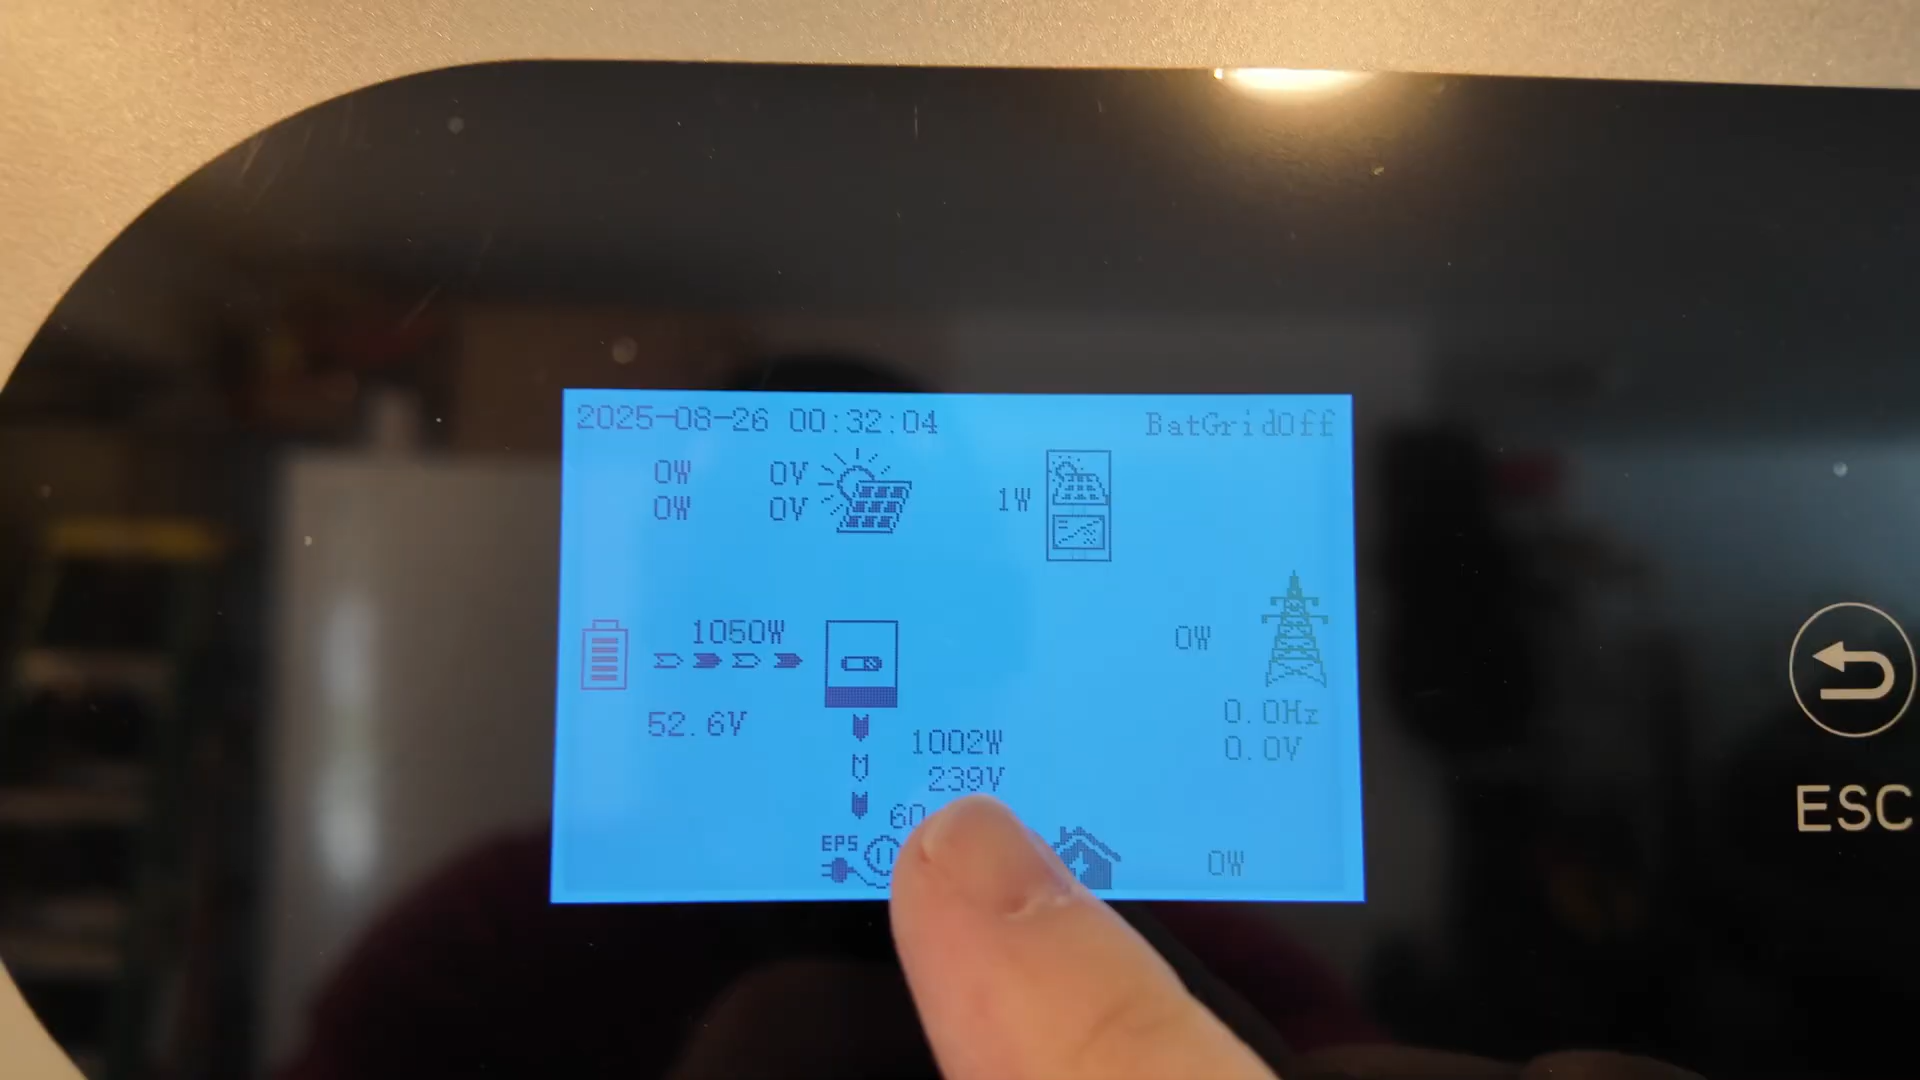 2025-08-26 00:32:04 BatGridOff
0W 0V
0W 0V
1W
1050W
0W
52.6V
0.0Hz
0.0V
1002W
239V
60
EPS
0W
ESC